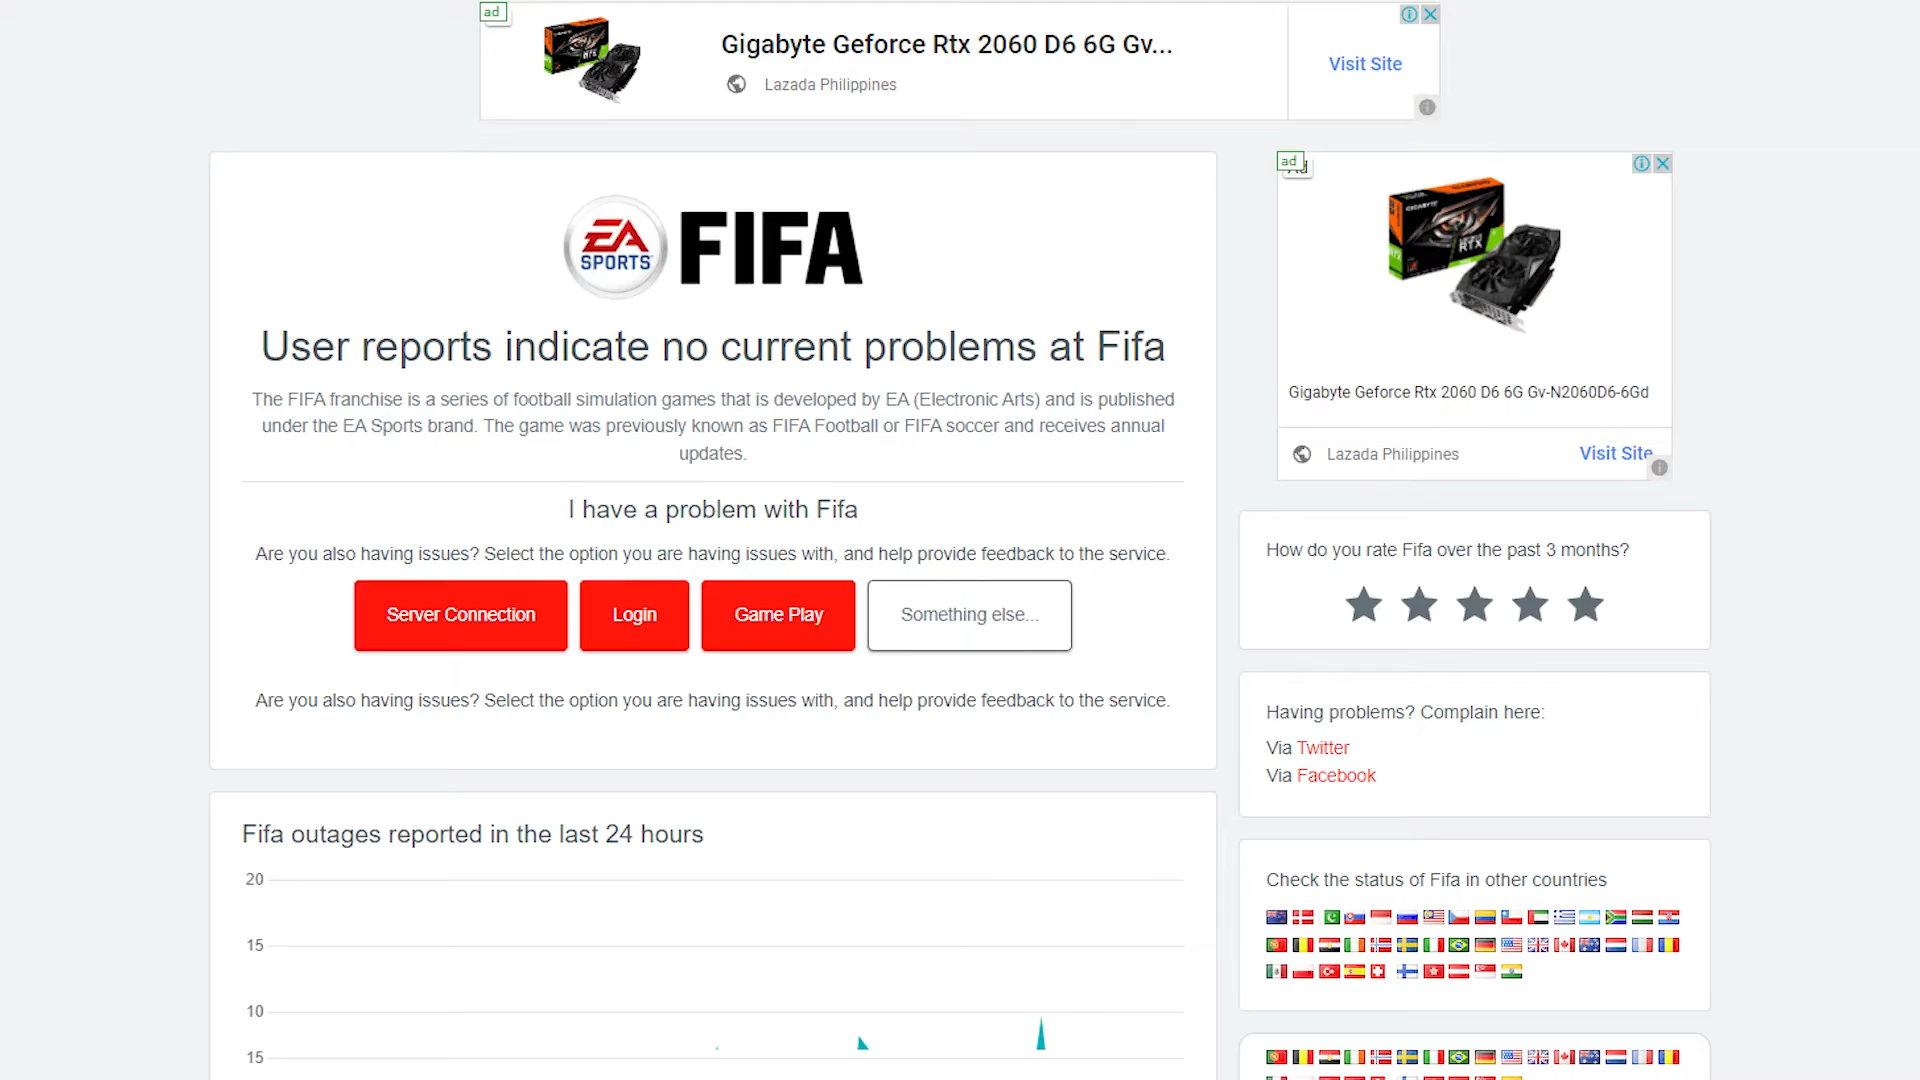 ad
Gigabyte Geforce Rtx 2060 D6 6G Gv...
Lazada Philippines
Visit Site
EA
SPORTS
FIFA
User reports indicate no current problems at Fifa
The FIFA franchise is a series of football simulation games that is developed by EA (Electronic Arts) and is published
under the EA Sports brand. The game was previously known as FIFA Football or FIFA soccer and receives annual
updates.
I have a problem with Fifa
Are you also having issues? Select the option you are having issues with, and help provide feedback to the service.
Server Connection
Login
Game Play
Something else...
Are you also having issues? Select the option you are having issues with, and help provide feedback to the service.
Fifa outages reported in the last 24 hours
20
15
10
15
ad
Ad
GIGABYTE
RTX
Gigabyte Geforce Rtx 2060 D6 6G Gv-N2060D6-6Gd
Lazada Philippines
Visit Site
How do you rate Fifa over the past 3 months?
Having problems? Complain here:
Via Twitter
Via Facebook
Check the status of Fifa in other countries